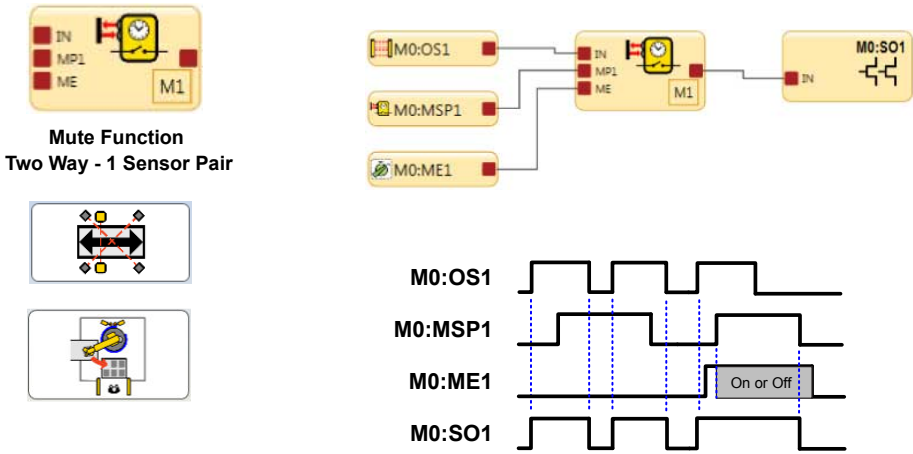 IN
MP1
ME
M1
Mute Function
Two Way - 1 Sensor Pair
M0:OS1
M0:MSP1
M0:ME1
IN
MP1
ME
M1
M0:SO1
IN
M0:OS1
M0:MSP1
M0:ME1
On or Off
M0:SO1